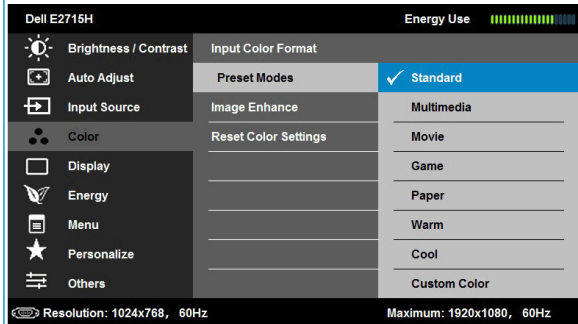 Dell E2715H Energy Use
Brightness / Contrast Input Color Format
Auto Adjust Preset Modes Standard
Input Source Image Enhance Multimedia
Color Reset Color Settings Movie
Display Game
Energy Paper
Menu Warm
Personalize Cool
Others Custom Color
Resolution: 1024x768, 60Hz Maximum: 1920x1080, 60Hz